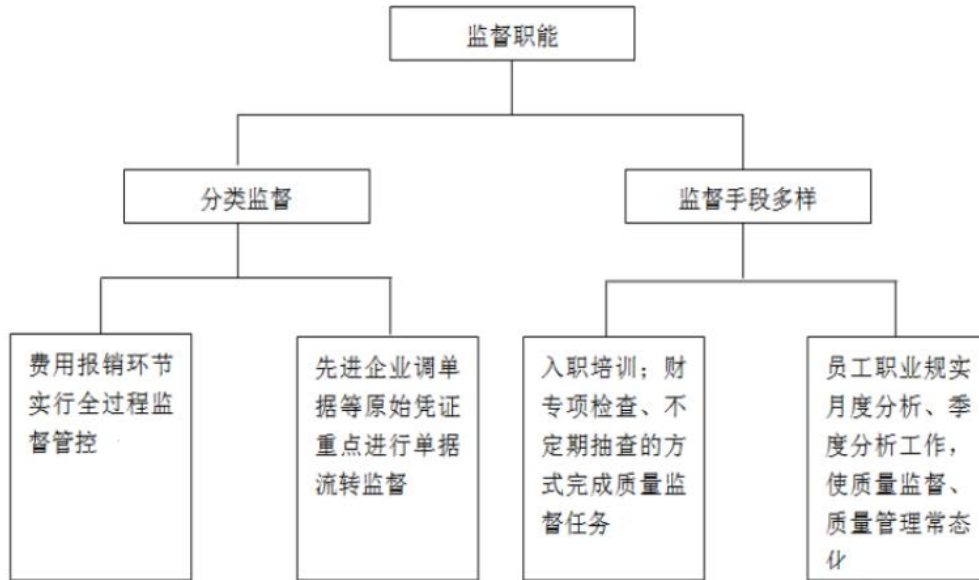 监督职能
分类监督
监督手段多样
费用报销环节
实行全过程监
督管控
先进企业调单
据等原始凭证
重点进行单据
流转监督
入职培训；财
专项检查、不
定期抽查的方
式完成质量监
督任务
员工职业规实
月度分析、季
度分析工作，
使质量监督、
质量管理常态
化